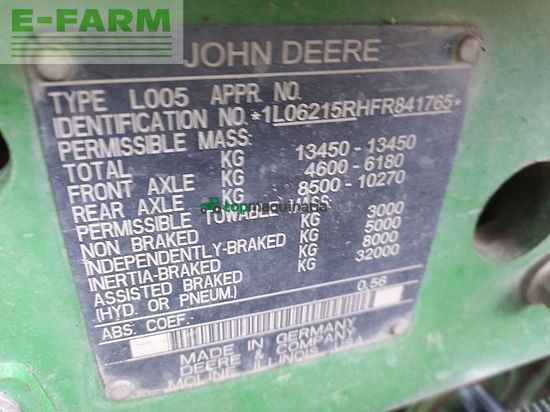 E-FARM
JOHN DEERE
TYPE L005 APPR. NO.
IDENTIFICATION NO. *1L06215RHFR841765*
PERMISSIBLE MASS:
TOTAL KG 13450 - 13450
FRONT AXLE KG 4600 - 6180
REAR AXLE KG 8500 - 10270
topmaquinaria
PERMISSIBLE TOWABLE MASS:
NON BRAKED KG 3000
INDEPENDENTLY-BRAKED KG 5000
INERTIA-BRAKED KG 8000
ASSISTED BRAKED KG 32000
(HYD. OR PNEUM.)
ABS. COEF. 0.56
MADE IN GERMANY
DEERE & COMPANY
MOLINE, ILLINOIS, USA